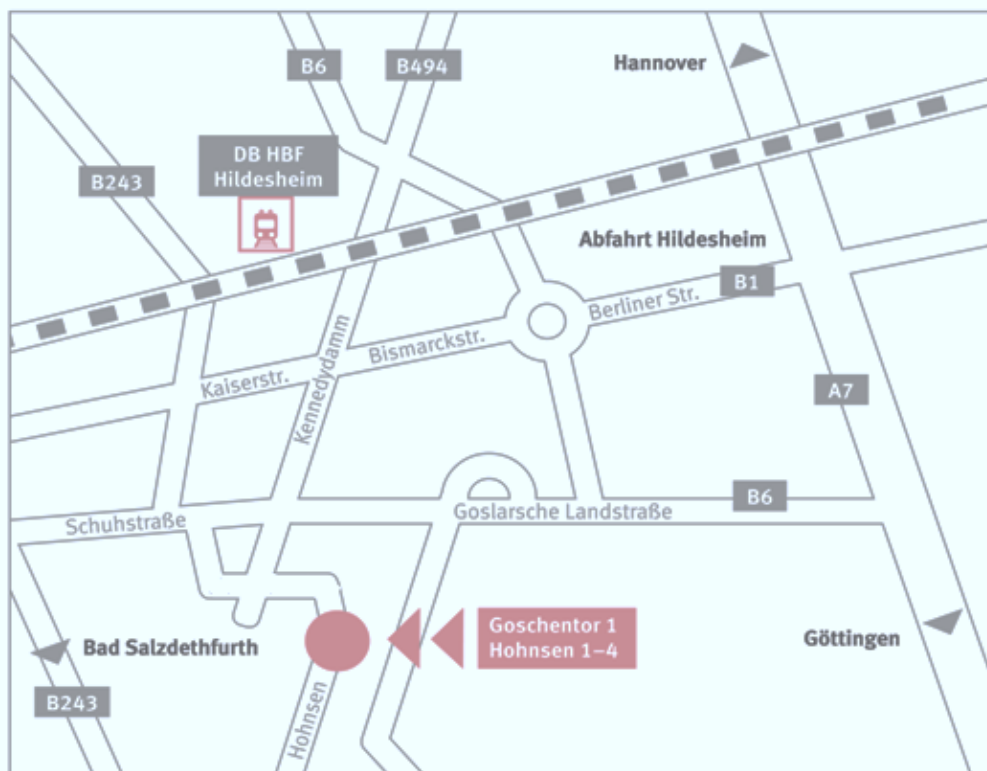 B6
B494
Hannover
DB HBF
Hildesheim
B243
Abfahrt Hildesheim
B1
Berliner Str.
Bismarckstr.
Kennedydamm
Kaiserstr.
A7
B6
Goslarsche Landstraße
Schuhstraße
Goschentor 1
Hohnsen 1–4
Göttingen
Bad Salzdethfurth
B243
Hohnsen